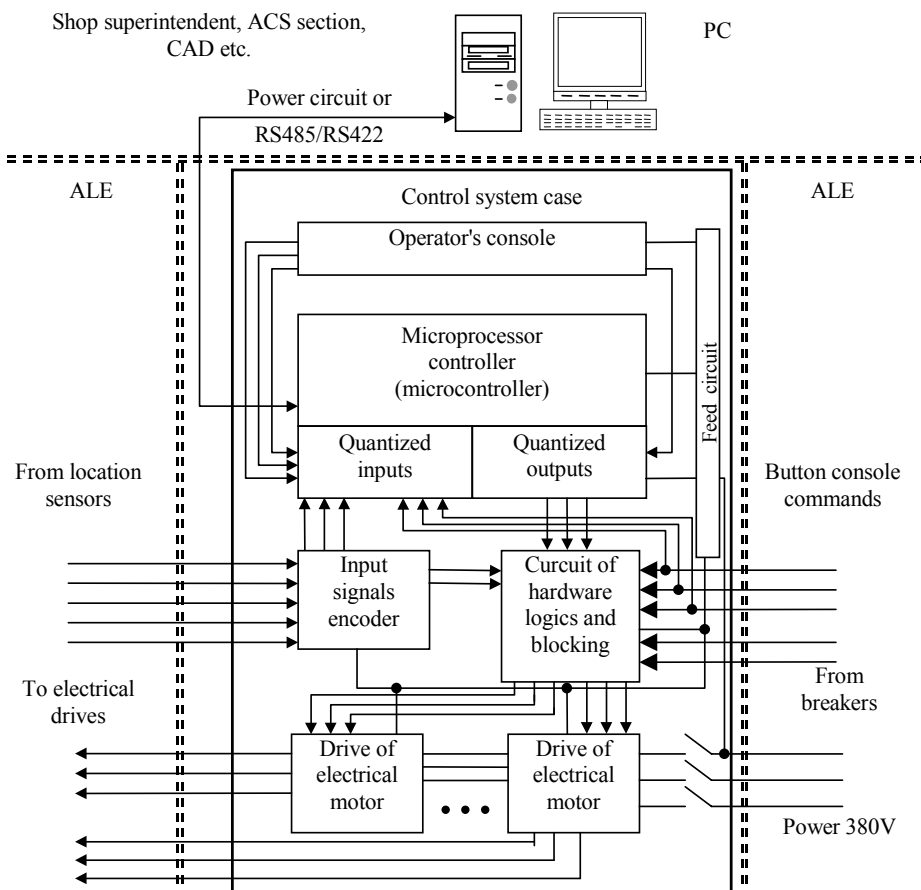 Shop superintendent, ACS section,
CAD etc.
PC
Power circuit or
RS485/RS422
ALE
Control system case
ALE
Operator's console
Microprocessor
controller
(microcontroller)
Feed circuit
Quantized
inputs
Quantized
outputs
From location
sensors
Button console
commands
Input
signals
encoder
Curcuit of
hardware
logics and
blocking
To electrical
drives
From
breakers
Drive of
electrical
motor
Drive of
electrical
motor
Power 380V